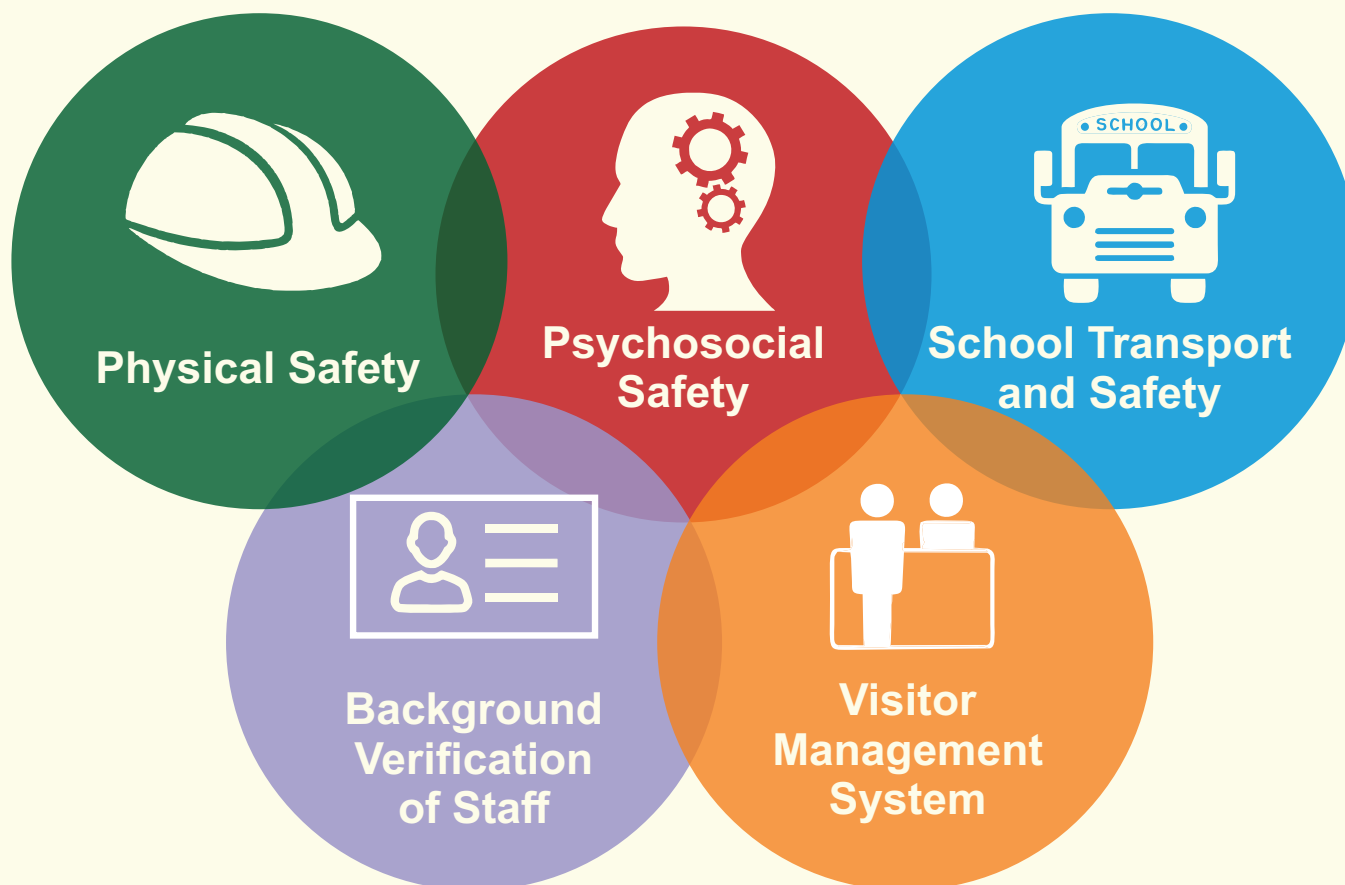 Physical Safety
Psychosocial
Safety
SCHOOL
School Transport
and Safety
Background
Verification
of Staff
Visitor
Management
System